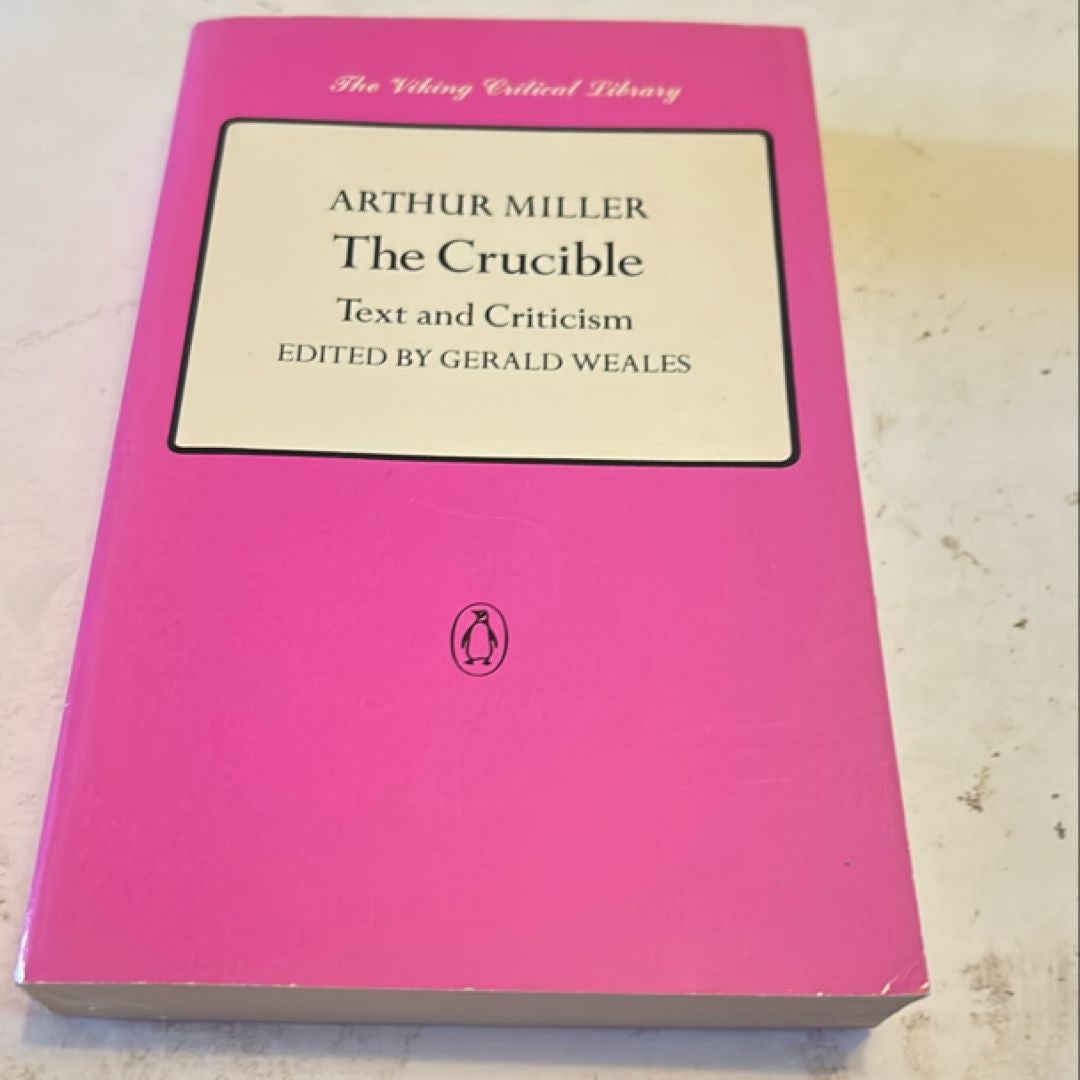 The Viking Critical Library
ARTHUR MILLER
The Crucible
Text and Criticism
EDITED BY GERALD WEALES